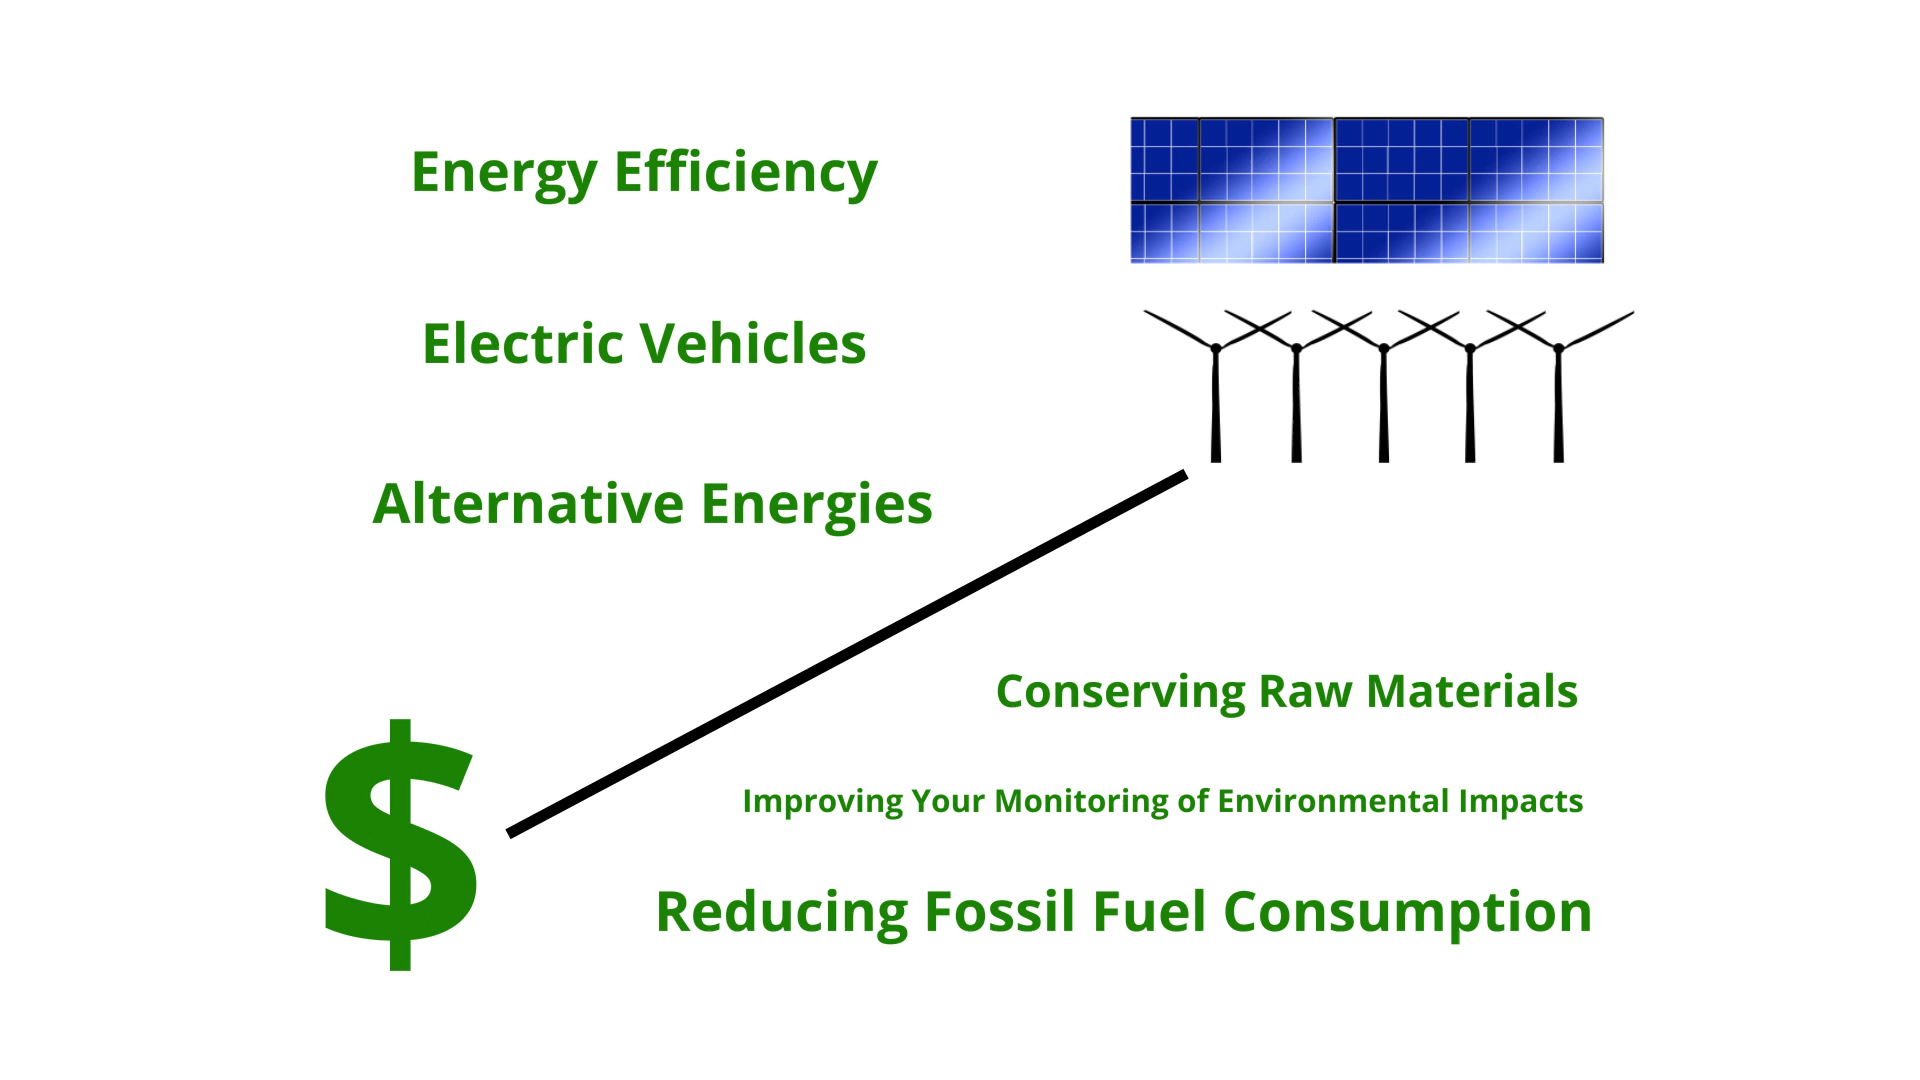 Energy Efficiency
Electric Vehicles
Alternative Energies
Conserving Raw Materials
Improving Your Monitoring of Environmental Impacts
Reducing Fossil Fuel Consumption
$